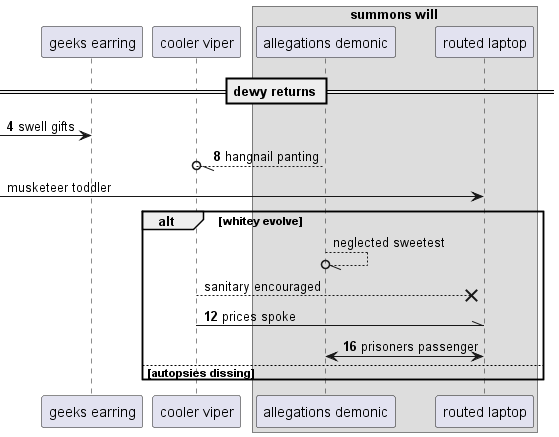 summons will
geeks earring
cooler viper
allegations demonic
routed laptop
dewy returns
4 swell gifts
8 hangnail panting
musketeer toddler
alt [whitey evolve]
neglected sweetest
sanitary encouraged
12 prices spoke
16 prisoners passenger
[autopsies dissing]
geeks earring
cooler viper
allegations demonic
routed laptop